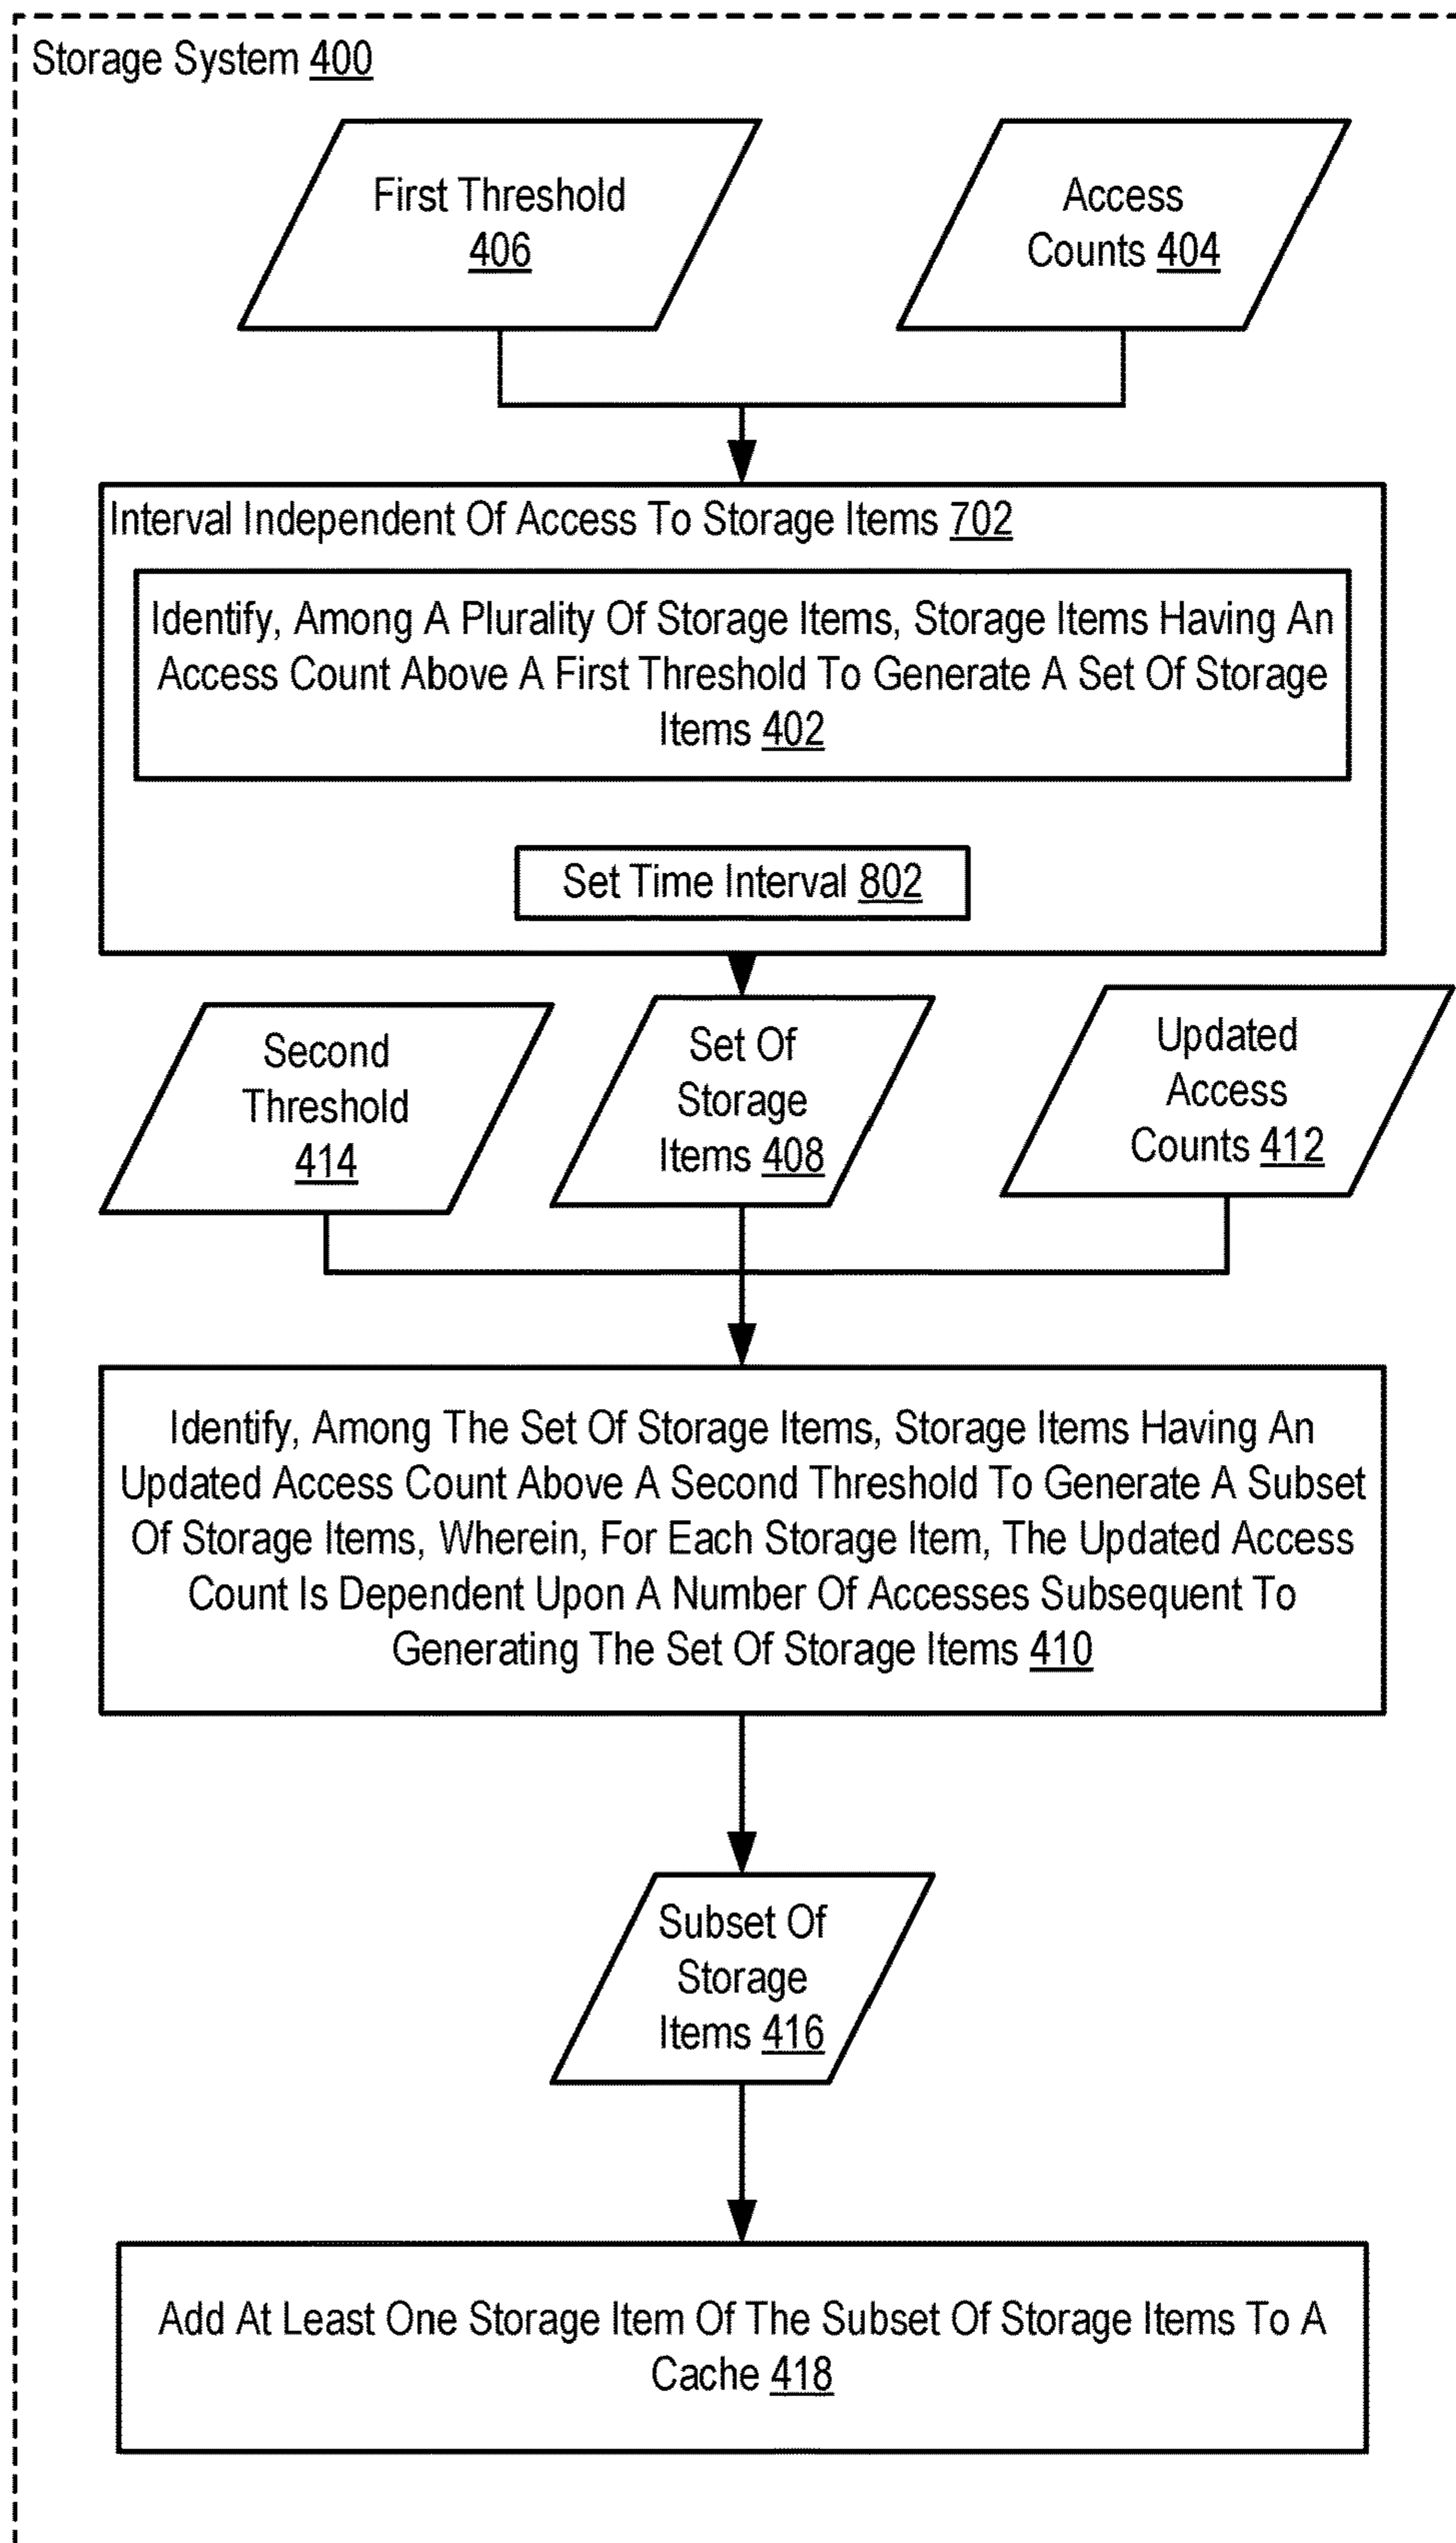 Storage System 400
First Threshold
406
Access
Counts 404
Interval Independent Of Access To Storage Items 702
Identify, Among A Plurality Of Storage Items, Storage Items Having An
Access Count Above A First Threshold To Generate A Set Of Storage
Items 402
Set Time Interval 802
Second
Threshold
414
Set Of
Storage
Items 408
Updated
Access
Counts 412
Identify, Among The Set Of Storage Items, Storage Items Having An
Updated Access Count Above A Second Threshold To Generate A Subset
Of Storage Items, Wherein, For Each Storage Item, The Updated Access
Count Is Dependent Upon A Number Of Accesses Subsequent To
Generating The Set Of Storage Items 410
Subset Of
Storage
Items 416
Add At Least One Storage Item Of The Subset Of Storage Items To A
Cache 418